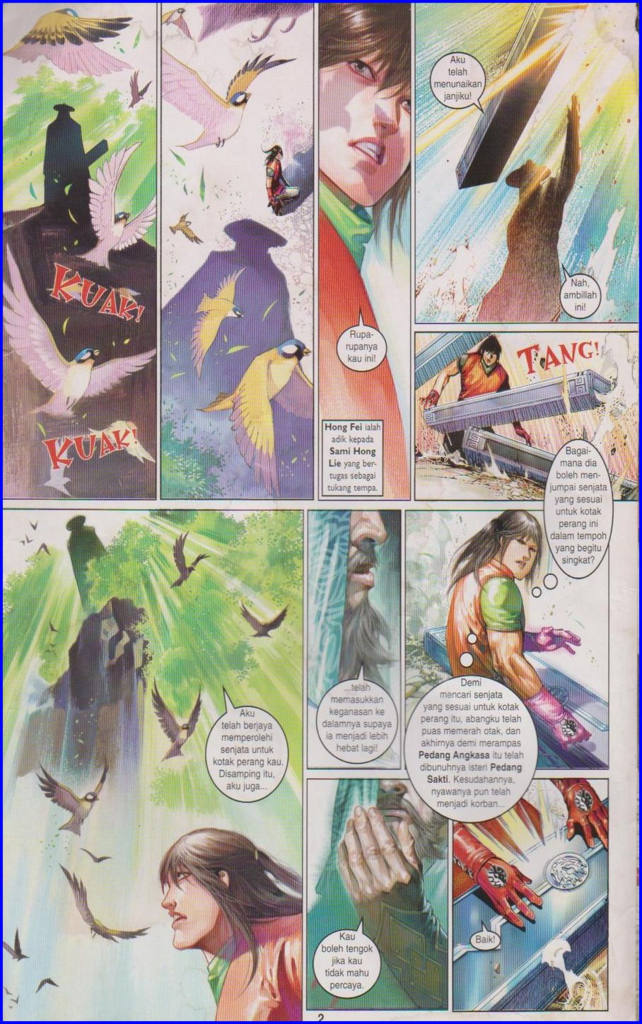 KUAK!
KUAK!
Rupa-
rupanya
kau ini!
Hong Fei ialah
adik kepada
Sami Hong
Lie yang ber-
tugas sebagai
tukang tempa.
Aku
telah
menunaikan
janjiku!
Nah,
ambillah
ini!
TANG!
Bagai-
mana dia
boleh men-
jumpai senjata
yang sesuai
untuk kotak
perang ini
dalam tempoh
yang begitu
singkat?
Aku
telah berjaya
memperolehi
senjata untuk
kotak perang kau.
Disamping itu,
aku juga...
...telah
memasukkan
keganasan ke
dalamnya supaya
ia menjadi lebih
hebat lagi!
Demi
mencari senjata
yang sesuai untuk kotak
perang itu, abangku telah
puas memerah otak, dan
akhirnya demi merampas
Pedang Angkasa itu telah
dibunuhnya isteri Pedang
Sakti. Kesudahannya,
nyawanya pun telah
menjadi korban...
Kau
boleh tengok
jika kau
tidak mahu
percaya.
Baik!
2